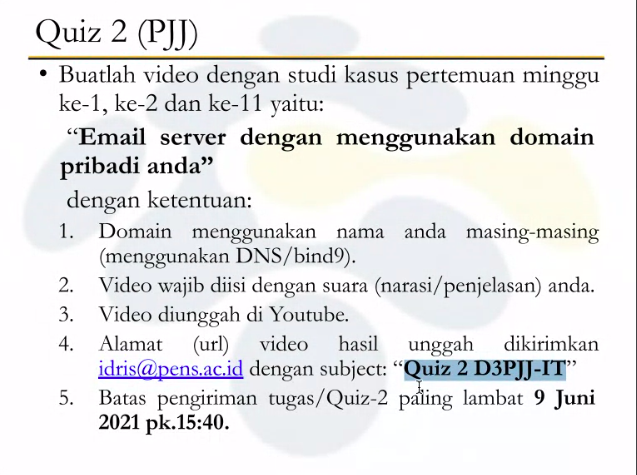 Quiz 2 (PJJ)
• Buatlah video dengan studi kasus pertemuan minggu
ke-1, ke-2 dan ke-11 yaitu:
“Email server dengan menggunakan domain
pribadi anda”
dengan ketentuan:
1. Domain menggunakan nama anda masing-masing
(menggunakan DNS/bind9).
2. Video wajib diisi dengan suara (narasi/penjelasan) anda.
3. Video diunggah di Youtube.
4. Alamat (url) video hasil unggah dikirimkan
idris@pens.ac.id dengan subject: “Quiz 2 D3PJJ-IT”
5. Batas pengiriman tugas/Quiz-2 paling lambat 9 Juni
2021 pk.15:40.